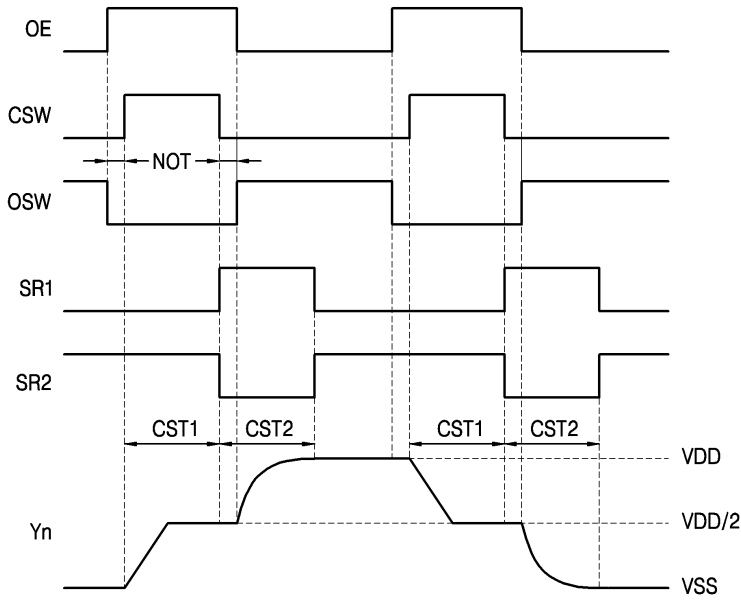 OE
CSW
NOT
OSW
SR1
SR2
CST1 CST2 CST1 CST2
VDD
Yn
VDD/2
VSS